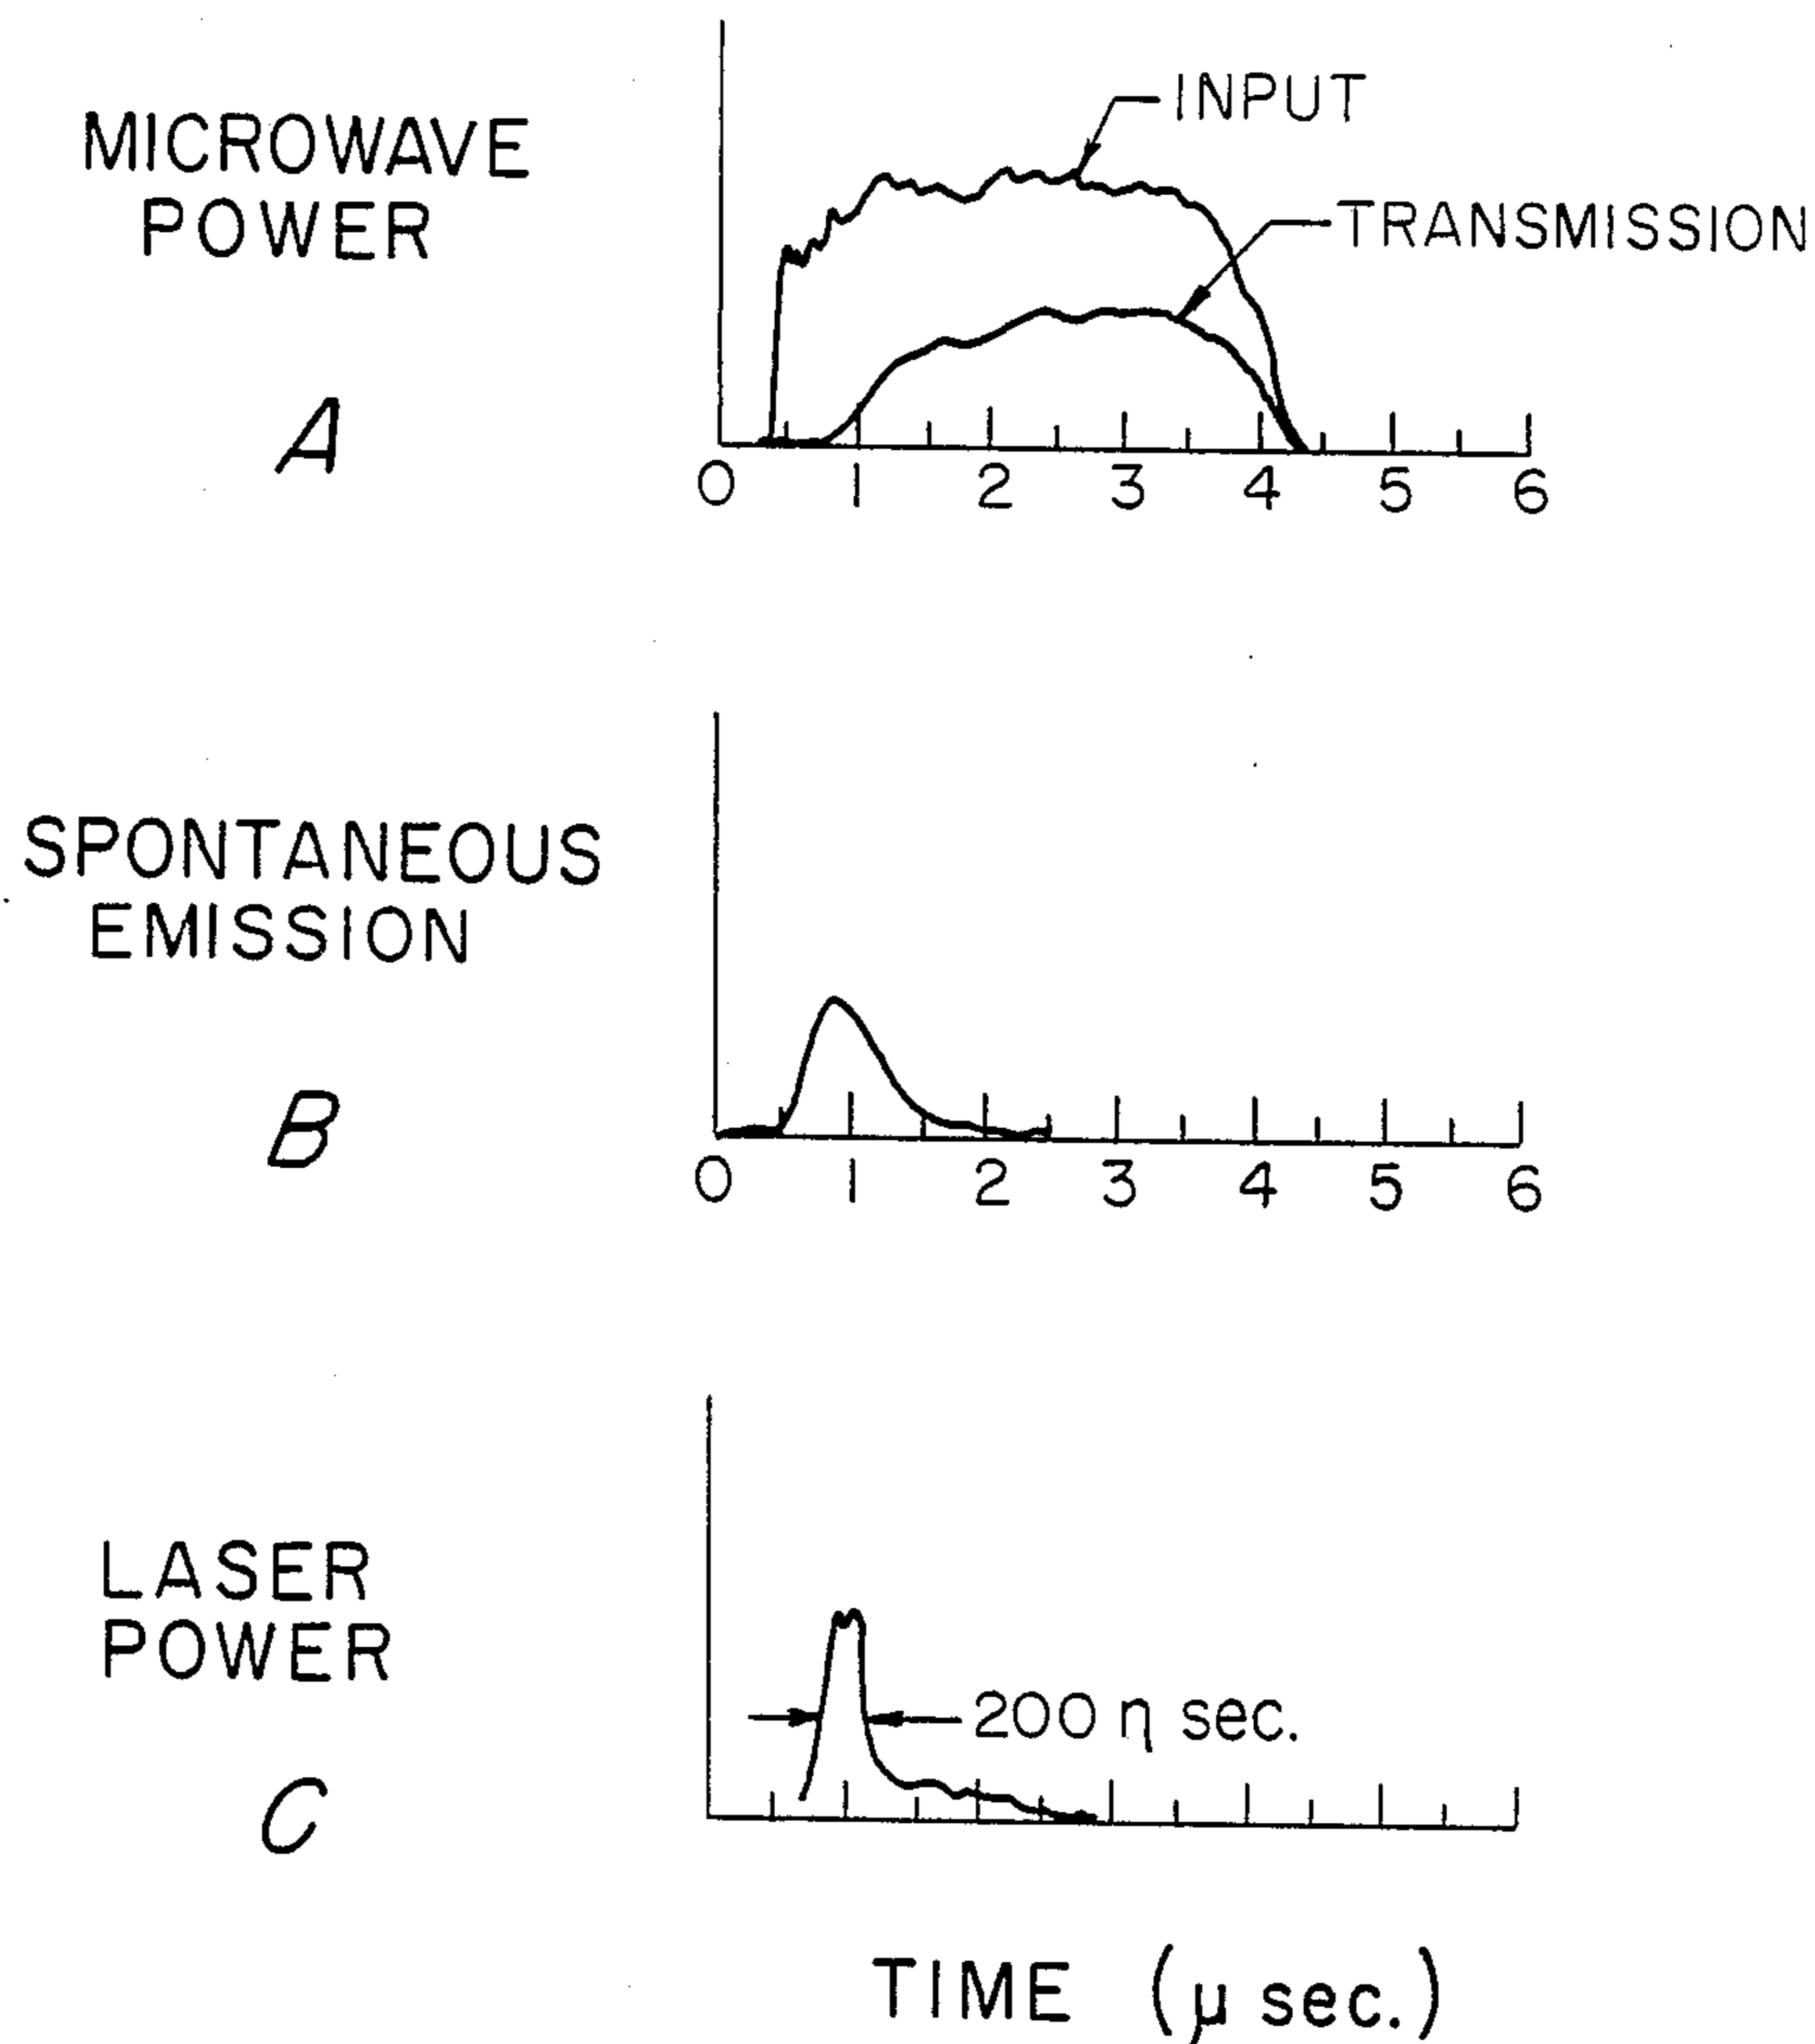 MICROWAVE
POWER
A
INPUT
TRANSMISSION
0 1 2 3 4 5 6
SPONTANEOUS
EMISSION
B
0 1 2 3 4 5 6
LASER
POWER
C
200 η sec.
TIME (μ sec.)